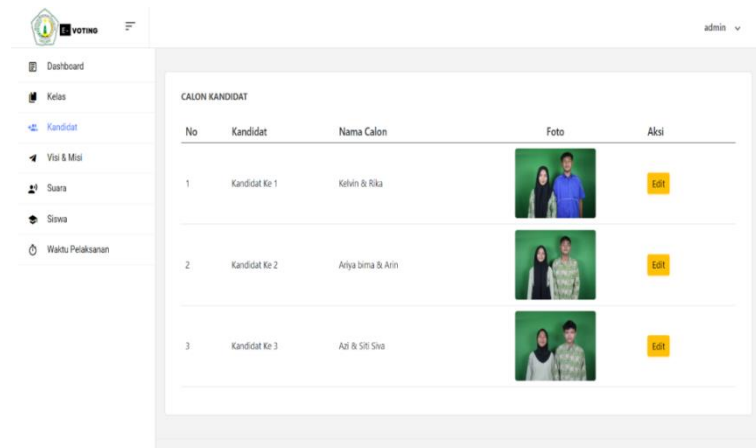 E - VOTING
admin
Dashboard
Kelas
Kandidat
Visi & Misi
Suara
Siswa
Waktu Pelaksanan
CALON KANDIDAT
No Kandidat Nama Calon Foto Aksi
1 Kandidat Ke 1 Kelvin & Rika Edit
2 Kandidat Ke 2 Ariya bima & Arin Edit
3 Kandidat Ke 3 Azi & Siti Siva Edit